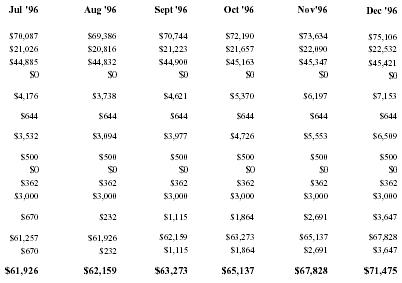 Jul '96 Aug '96 Sept '96 Oct '96 Nov'96 Dec '96
$70,087 $69,386 $70,744 $72,190 $73,634 $75,106
$21,026 $20,816 $21,223 $21,657 $22,090 $22,532
$44,885 $44,832 $44,900 $45,163 $45,347 $45,421
$0 $0 $0 $0 $0 $0
$4,176 $3,738 $4,621 $5,370 $6,197 $7,153
$644 $644 $644 $644 $644 $644
$3,532 $3,094 $3,977 $4,726 $5,553 $6,509
$500 $500 $500 $500 $500 $500
$0 $0 $0 $0 $0 $0
$362 $362 $362 $362 $362 $362
$3,000 $3,000 $3,000 $3,000 $3,000 $3,000
$670 $232 $1,115 $1,864 $2,691 $3,647
$61,257 $61,926 $62,159 $63,273 $65,137 $67,828
$670 $232 $1,115 $1,864 $2,691 $3,647
$61,926 $62,159 $63,273 $65,137 $67,828 $71,475